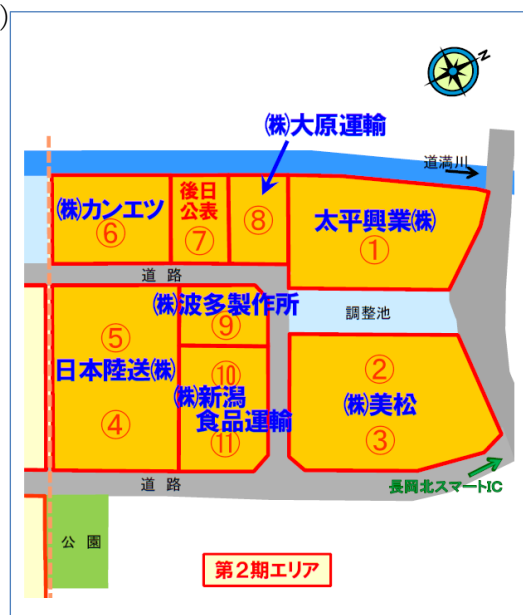 )
N
㈱大原運輸
道満川
㈱カンエツ
⑥
後日
公表
⑦
⑧
太平興業㈱
①
道 路
㈱波多製作所
⑨
調整池
⑤
日本陸送㈱
④
⑩
㈱新潟
食品運輸
⑪
②
㈱美松
③
道 路
長岡北スマートIC
公 園
第2期エリア